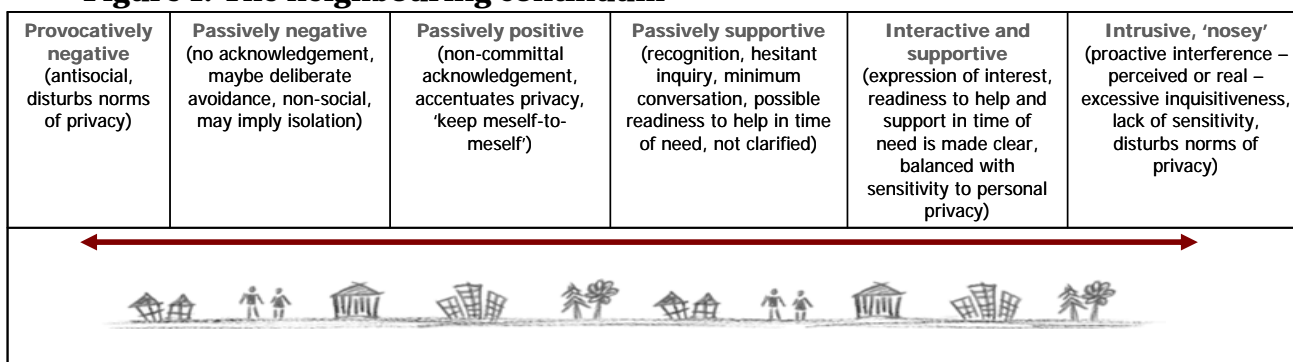 Figure 1: The neighbouring continuum
Provocatively
negative
(antisocial,
disturbs norms
of privacy)
Passively negative
(no acknowledgement,
maybe deliberate
avoidance, non-social,
may imply isolation)
Passively positive
(non-committal
acknowledgement,
accentuates privacy,
‘keep meself-to-
meself’)
Passively supportive
(recognition, hesitant
inquiry, minimum
conversation, possible
readiness to help in time
of need, not clarified)
Interactive and
supportive
(expression of interest,
readiness to help and
support in time of
need is made clear,
balanced with
sensitivity to personal
privacy)
Intrusive, ‘nosey’
(proactive interference –
perceived or real –
excessive inquisitiveness,
lack of sensitivity,
disturbs norms of
privacy)